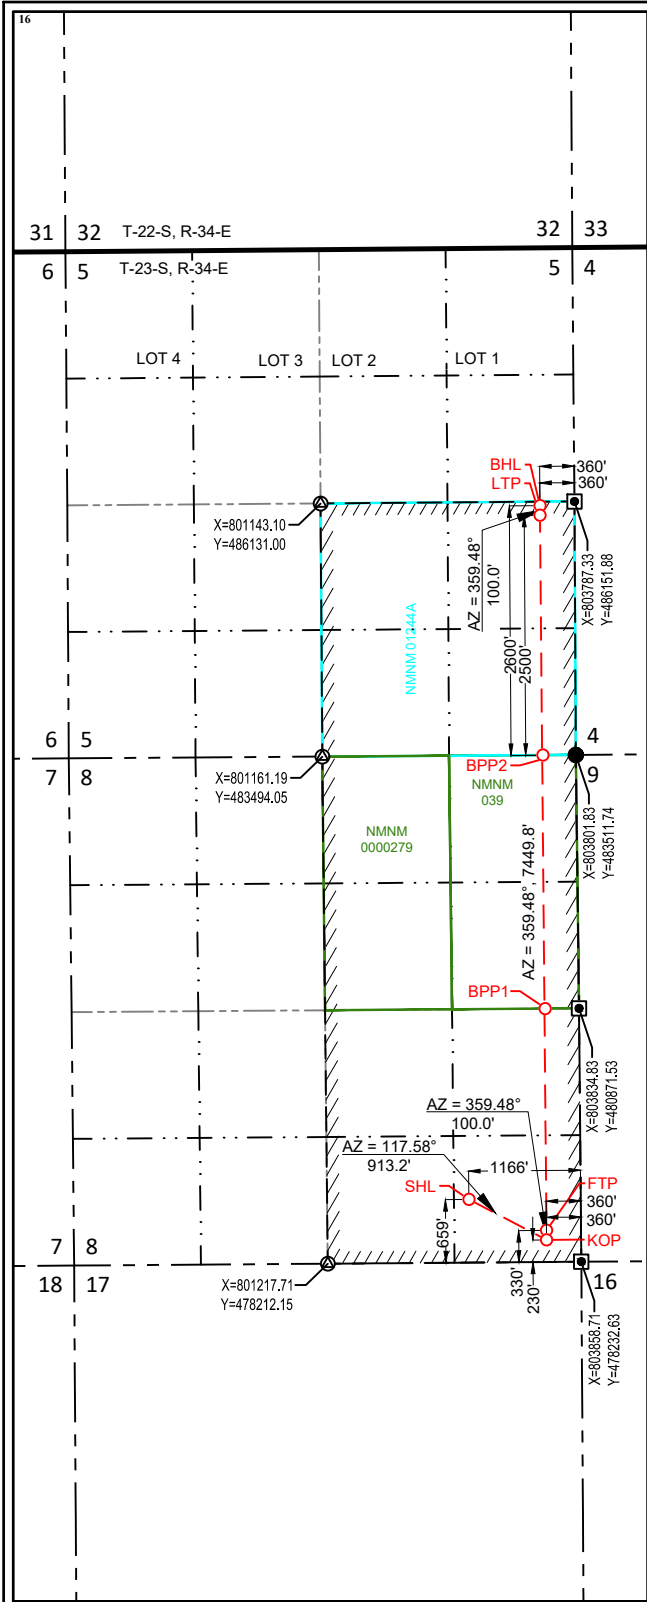 16
31 32 T-22-S, R-34-E 32 33
6 5 T-23-S, R-34-E 5 4
LOT 4 LOT 3 LOT 2 LOT 1
BHL 360'
LTP 360'
X=801143.10
Y=486131.00
X=803787.33
Y=486151.88
AZ = 359.48°
100.0'
2600'
2500'
NMNM 01244A
6 5 4
7 8 9
BPP2
X=801161.19
Y=483494.05
X=803801.83
Y=483511.74
NMNM
039
NMNM
0000279
AZ = 359.48°, 7449.8'
BPP1
X=803834.83
Y=480871.53
AZ = 359.48°
100.0'
AZ = 117.58°
913.2'
1166'
SHL
FTP
360'
360'
KOP
659'
330'
230'
7 8
18 17 16
X=801217.71
Y=478212.15
X=803858.71
Y=478232.63